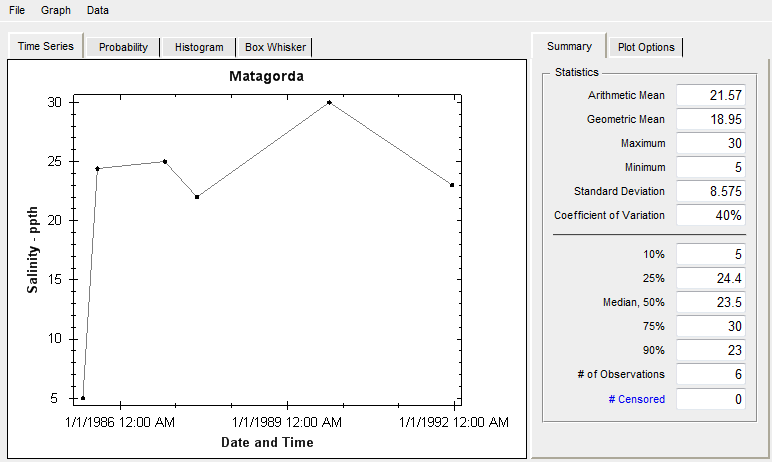 File Graph Data
Time Series Probability Histogram Box Whisker
Summary Plot Options
Matagorda
30
25
20
15
10
5
Salinity - ppth
1/1/1986 12:00 AM 1/1/1989 12:00 AM 1/1/1992 12:00 AM
Date and Time
Statistics
Arithmetic Mean 21.57
Geometric Mean 18.95
Maximum 30
Minimum 5
Standard Deviation 8.575
Coefficient of Variation 40%
10% 5
25% 24.4
Median, 50% 23.5
75% 30
90% 23
# of Observations 6
# Censored 0